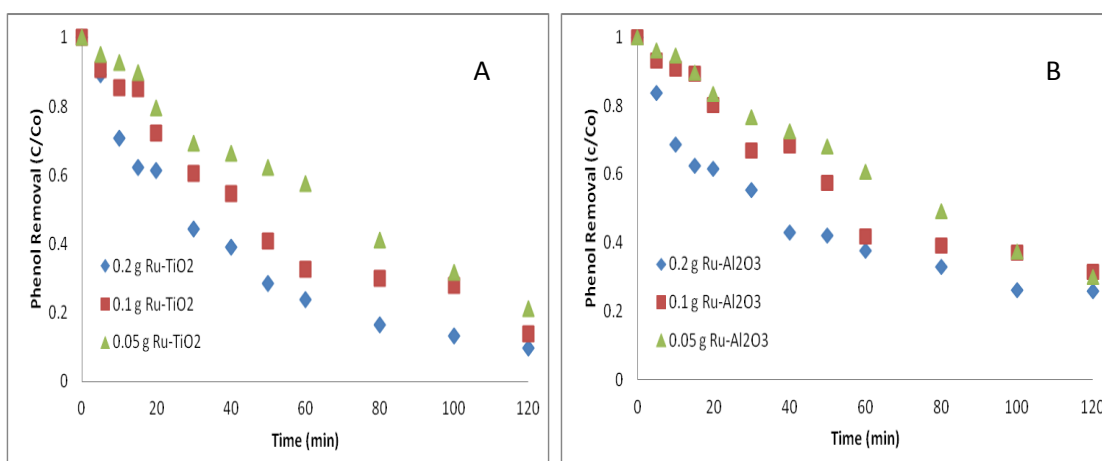 A
Phenol Removal (C/Co)
1
0.8
0.6
0.4
0.2
0
0.2 g Ru-TiO2
0.1 g Ru-TiO2
0.05 g Ru-TiO2
0 20 40 60 80 100 120
Time (min)
B
Phenol Removal (c/Co)
1
0.8
0.6
0.4
0.2
0
0.2 g Ru-Al2O3
0.1 g Ru-Al2O3
0.05 g Ru-Al2O3
0 20 40 60 80 100 120
Time (min)